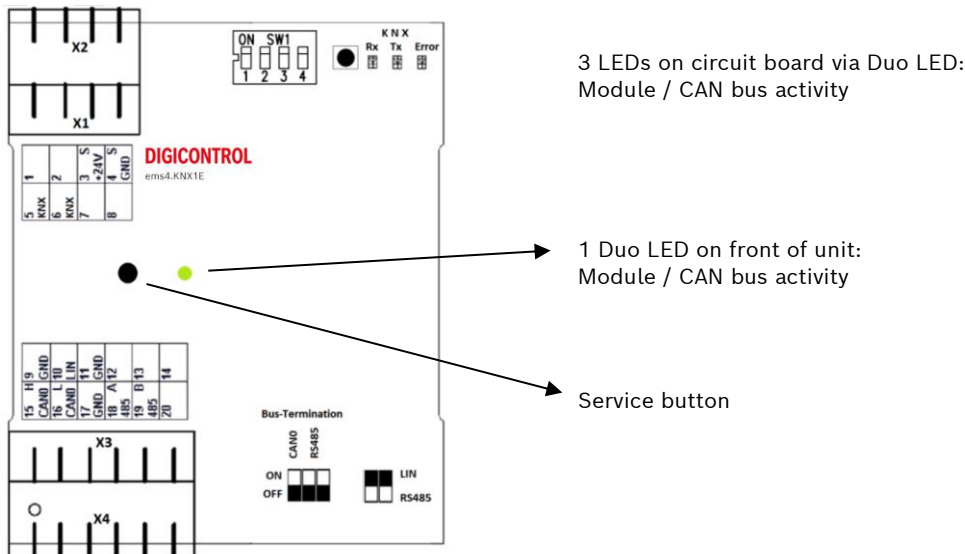 X2
X1
ON SW1
1 2 3 4
KNX
Rx Tx Error
3 LEDs on circuit board via Duo LED:
Module / CAN bus activity
DIGICONTROL
ems4.KNX1E
1
2
3 S +24V
4 S GND
5 KNX
6 KNX
7
8
1 Duo LED on front of unit:
Module / CAN bus activity
Service button
9 GND
10 LIN
11 GND
12
13
14
15 H CAN0
16 L CAN0
17 GND
18 A 485
19 B 485
20
Bus-Termination
CAN0
RS485
ON
OFF
LIN
RS485
X3
X4